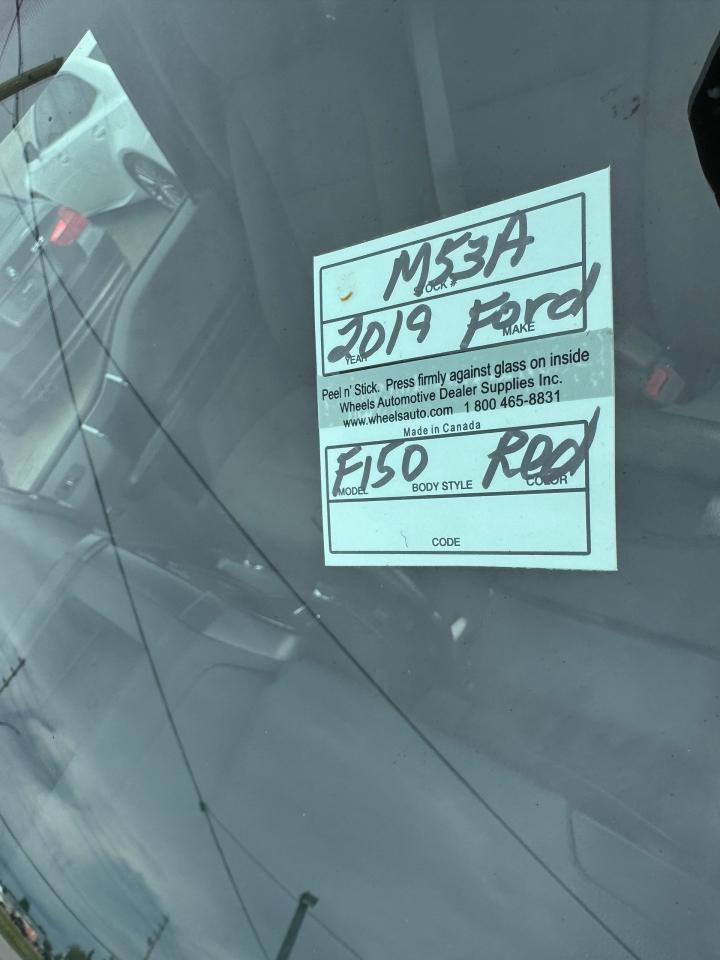 M53A
STOCK #
2019 Ford
YEAR MAKE
Peel n' Stick. Press firmly against glass on inside
Wheels Automotive Dealer Supplies Inc.
www.wheelsauto.com 1 800 465-8831
Made in Canada
F150 Red
MODEL BODY STYLE COLOR
CODE